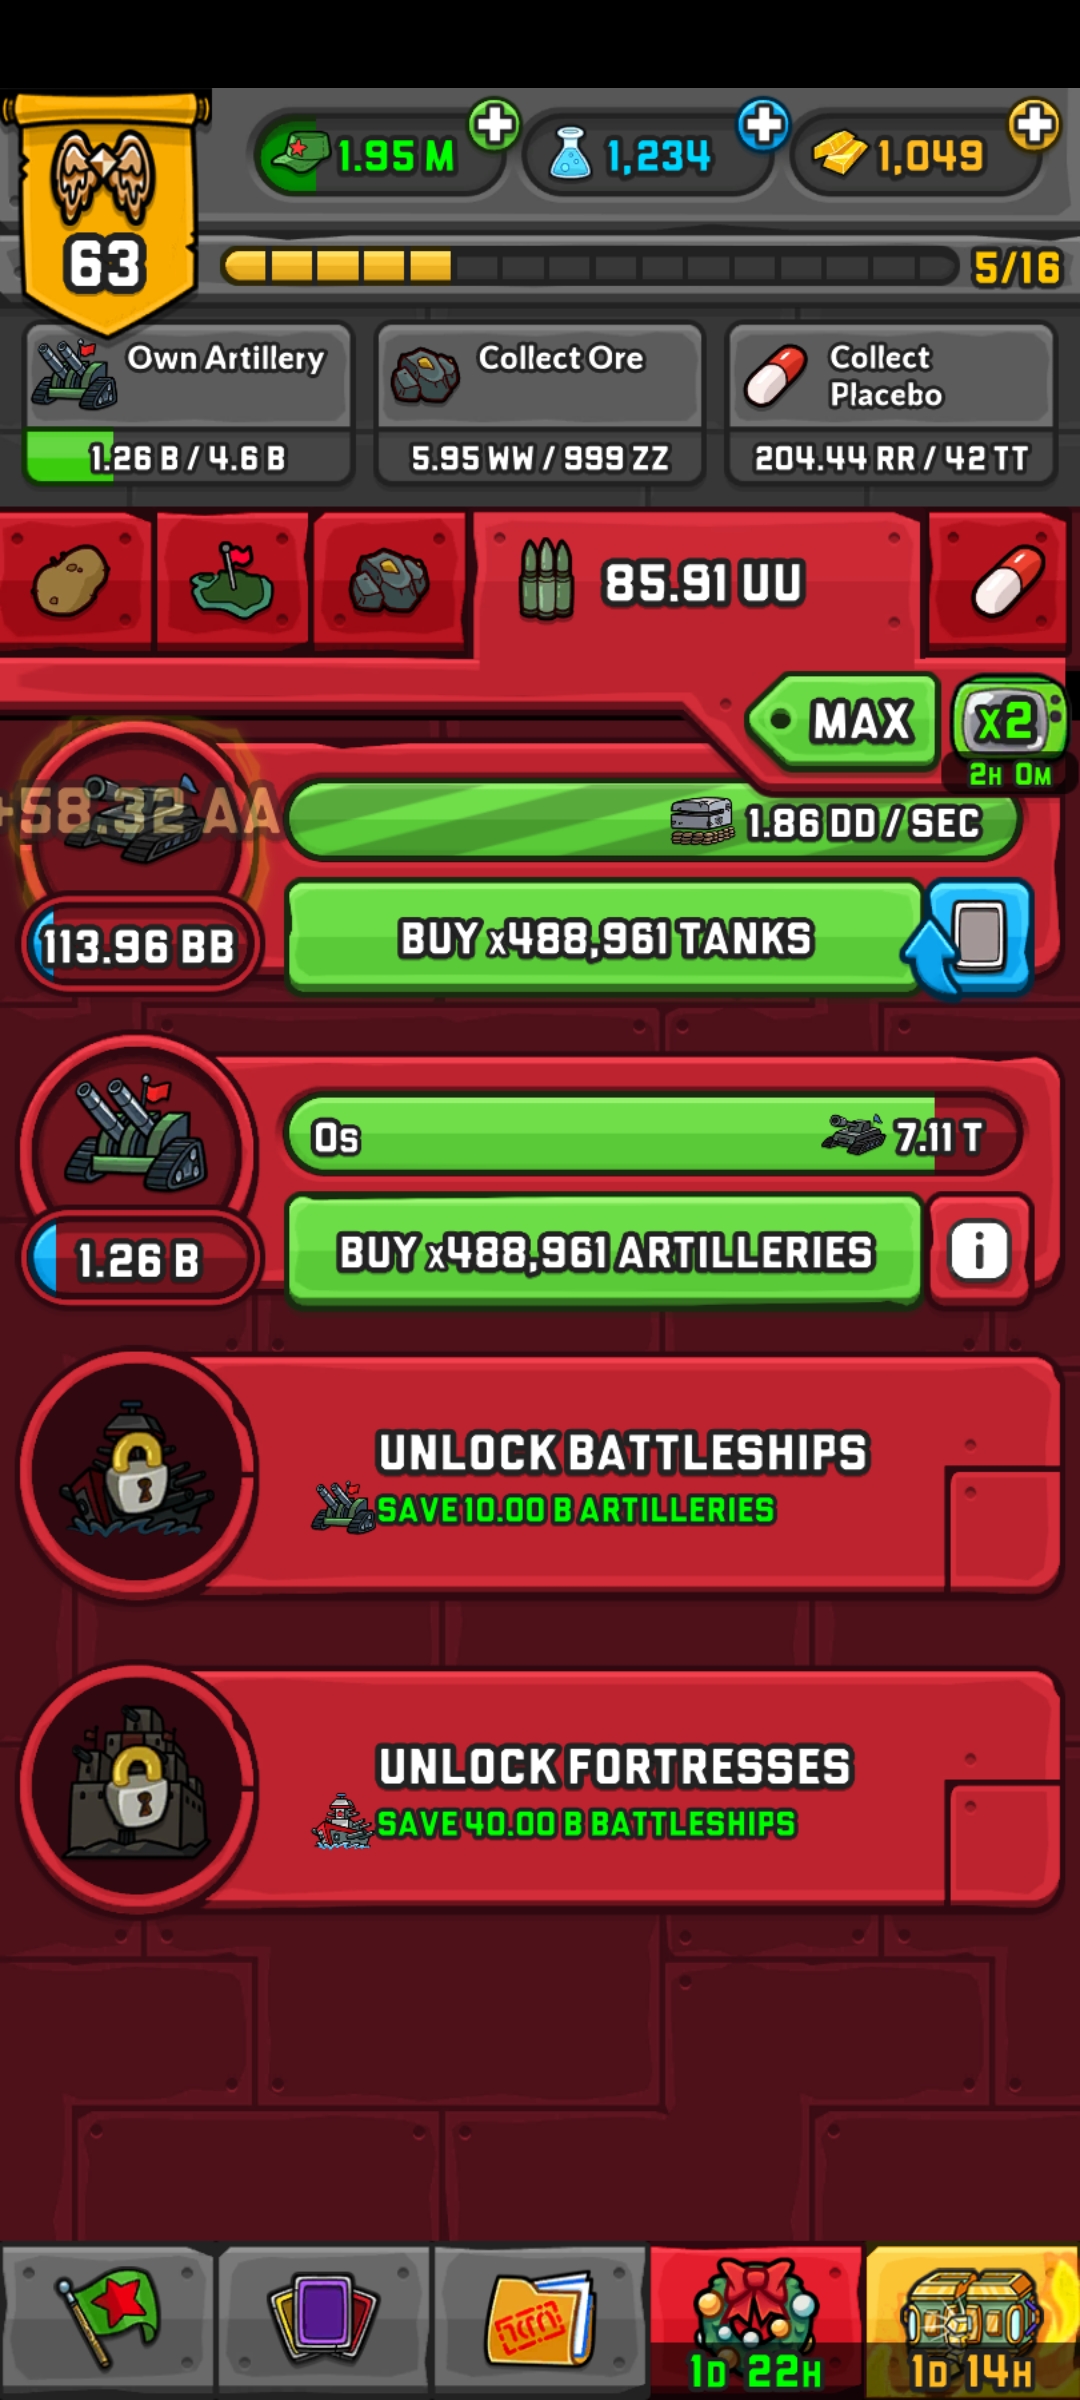 63
1.95 M
1,234
1,049
5/16
Own Artillery
1.26 B / 4.6 B
Collect Ore
5.95 WW / 999 ZZ
Collect
Placebo
204.44 RR / 42 TT
85.91 UU
MAX
x2
2H 0M
+58.32 AA
1.86 DD / SEC
113.96 BB
BUY x488,961 TANKS
0s
7.11 T
1.26 B
BUY x488,961 ARTILLERIES
i
UNLOCK BATTLESHIPS
SAVE 10.00 B ARTILLERIES
UNLOCK FORTRESSES
SAVE 40.00 B BATTLESHIPS
1D 22H
1D 14H